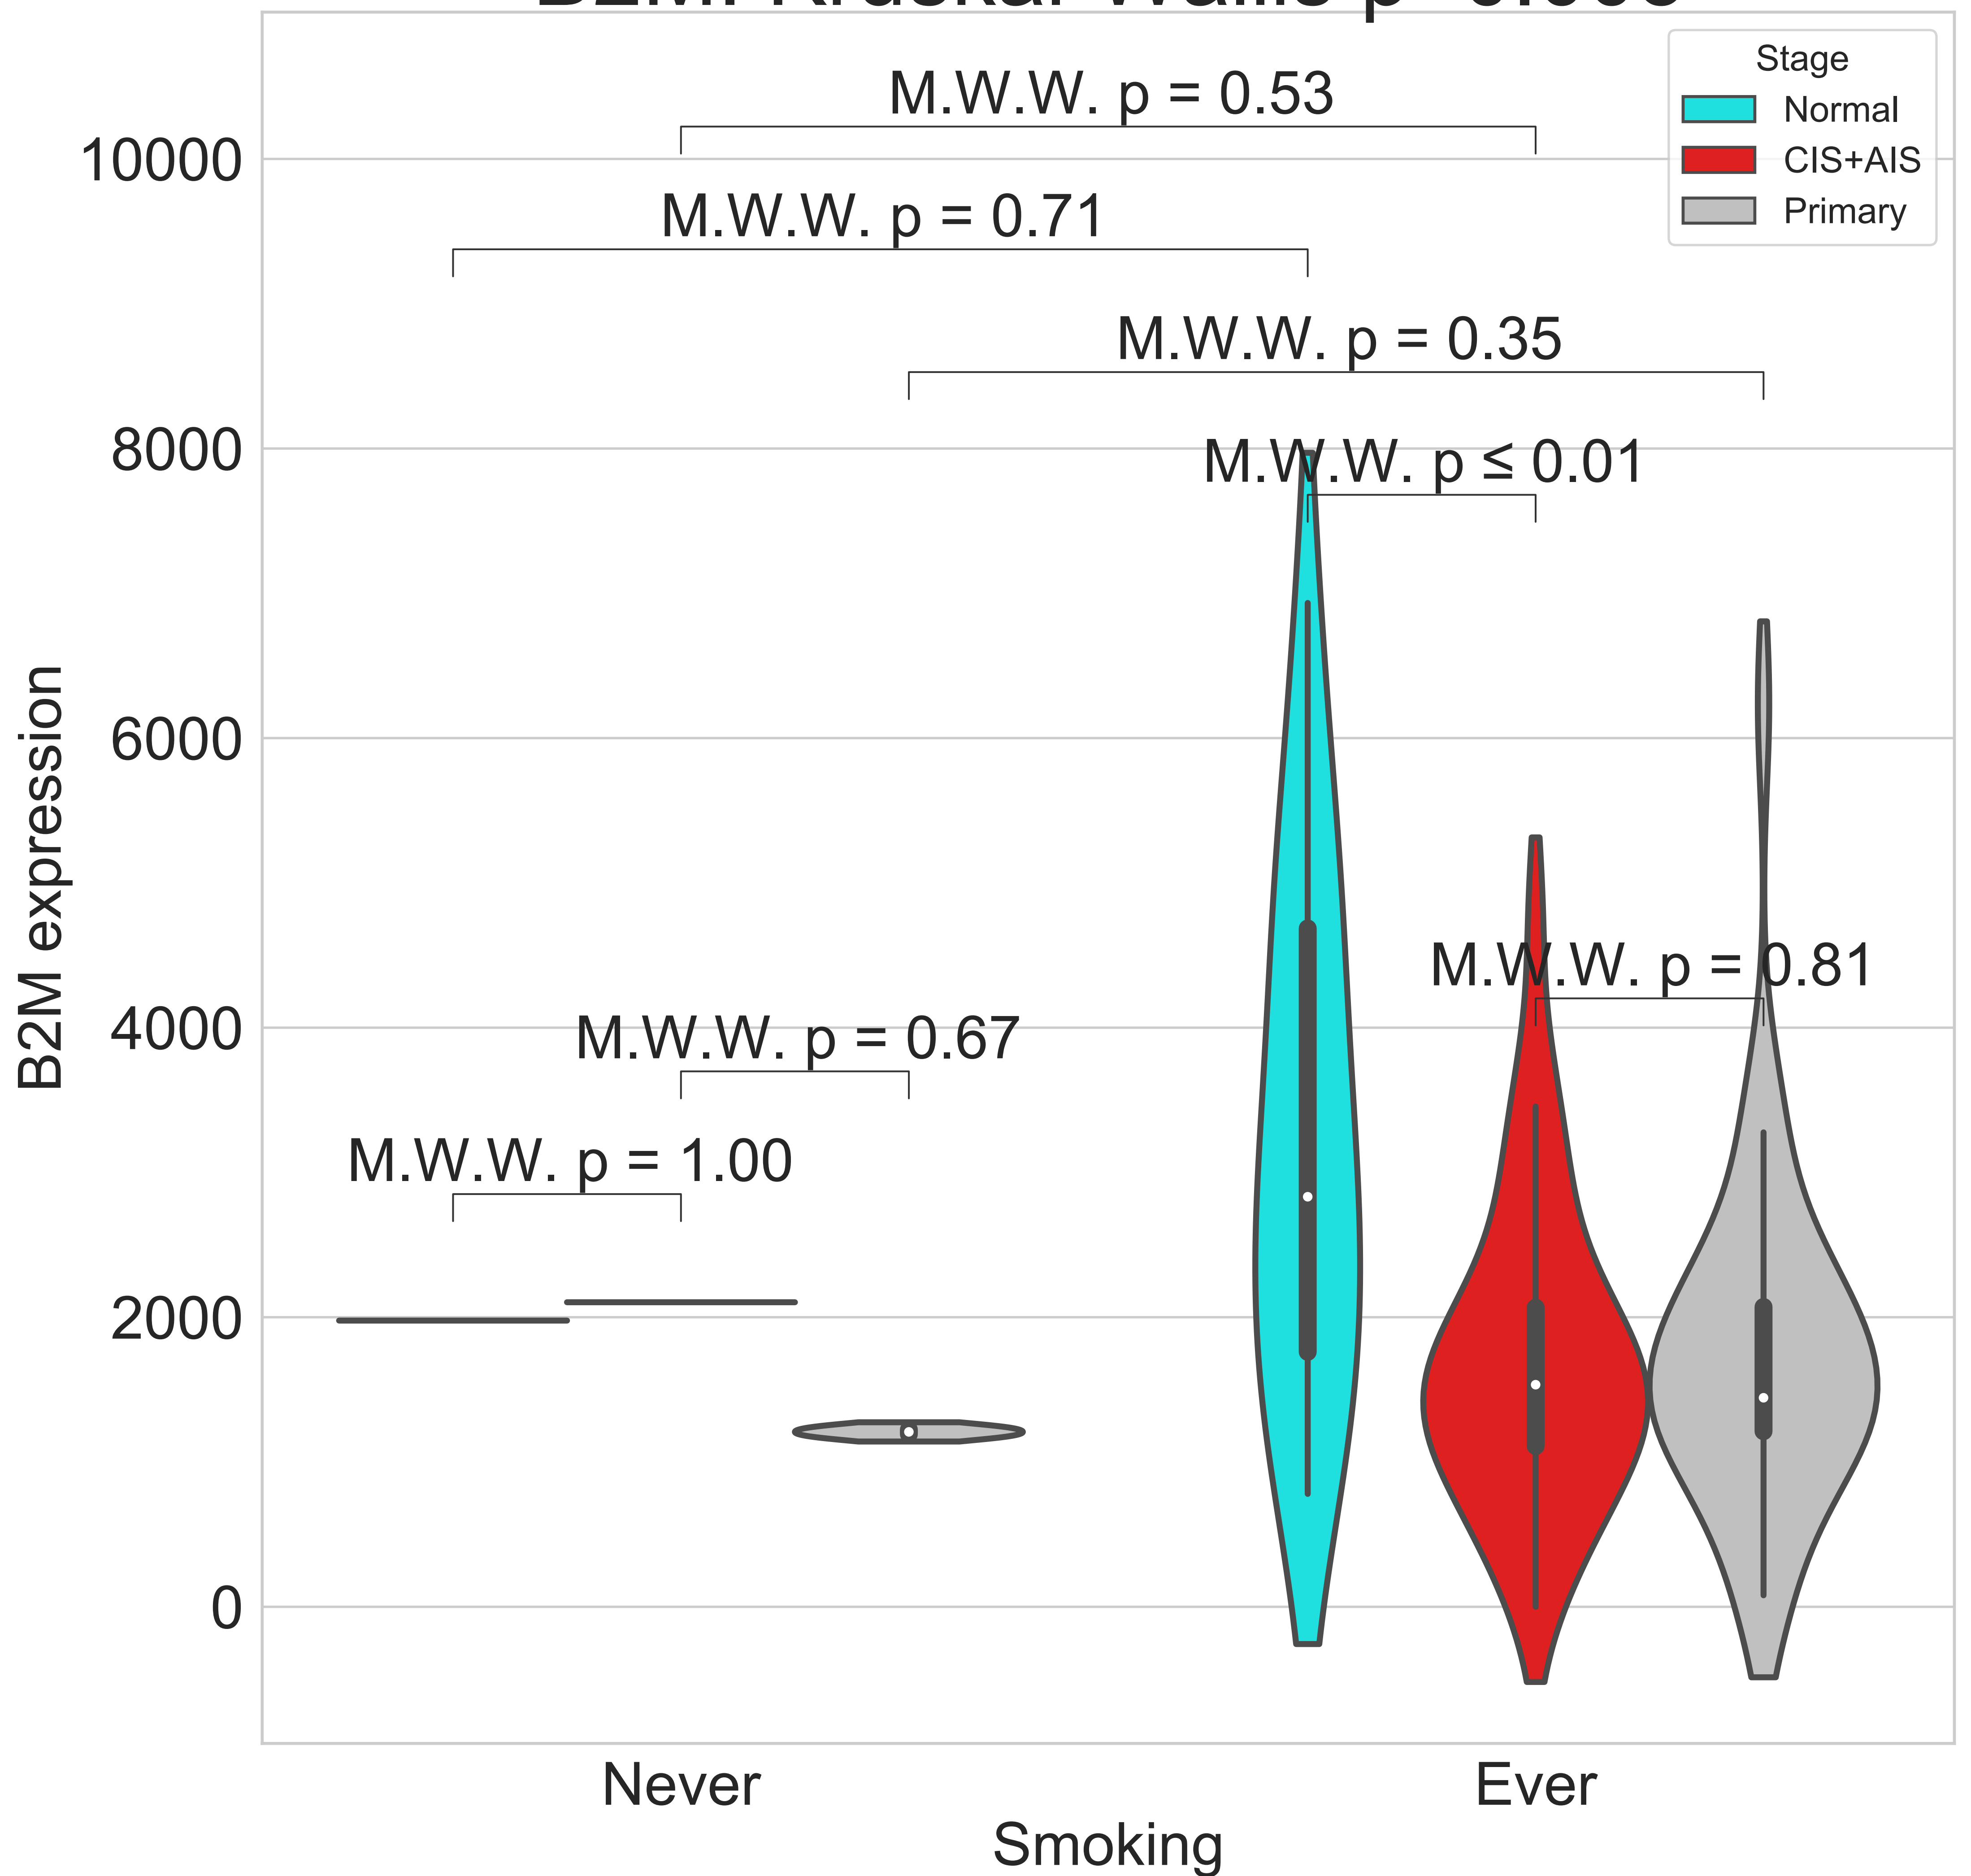 Stage
Normal
CIS+AIS
Primary
M.W.W. p = 0.53
M.W.W. p = 0.71
M.W.W. p = 0.35
M.W.W. p ≤ 0.01
M.W.W. p = 0.81
M.W.W. p = 0.67
M.W.W. p = 1.00
10000
8000
6000
4000
2000
0
B2M expression
Never
Ever
Smoking